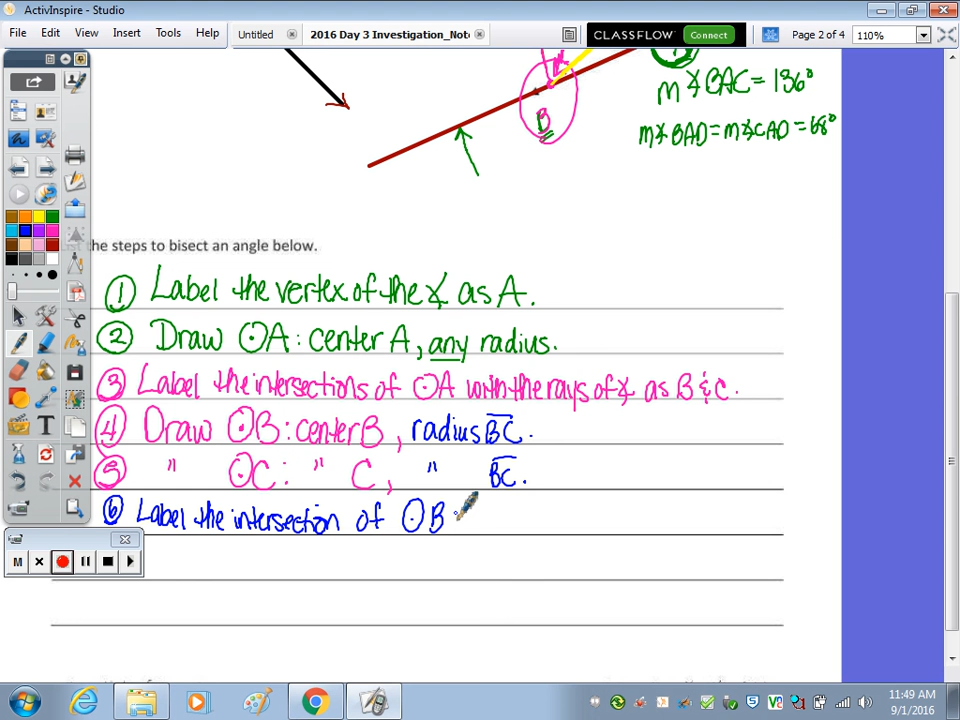 ActivInspire - Studio
File Edit View Insert Tools Help Untitled 2016 Day 3 Investigation_Not CLASSFLOW Connect Page 2 of 4 110%
m∡BAC = 136°
B
m∡BAD = m∡CAD = 68°
the steps to bisect an angle below.
① Label the vertex of the ∡ as A.
② Draw ⊙A: center A, any radius.
③ Label the intersections of ⊙A with the rays of ∡ as B & C.
④ Draw ⊙B: center B, radius BC.
⑤ " ⊙C: " C, " BC.
⑥ Label the intersection of ⊙B
M
11:49 AM
9/1/2016